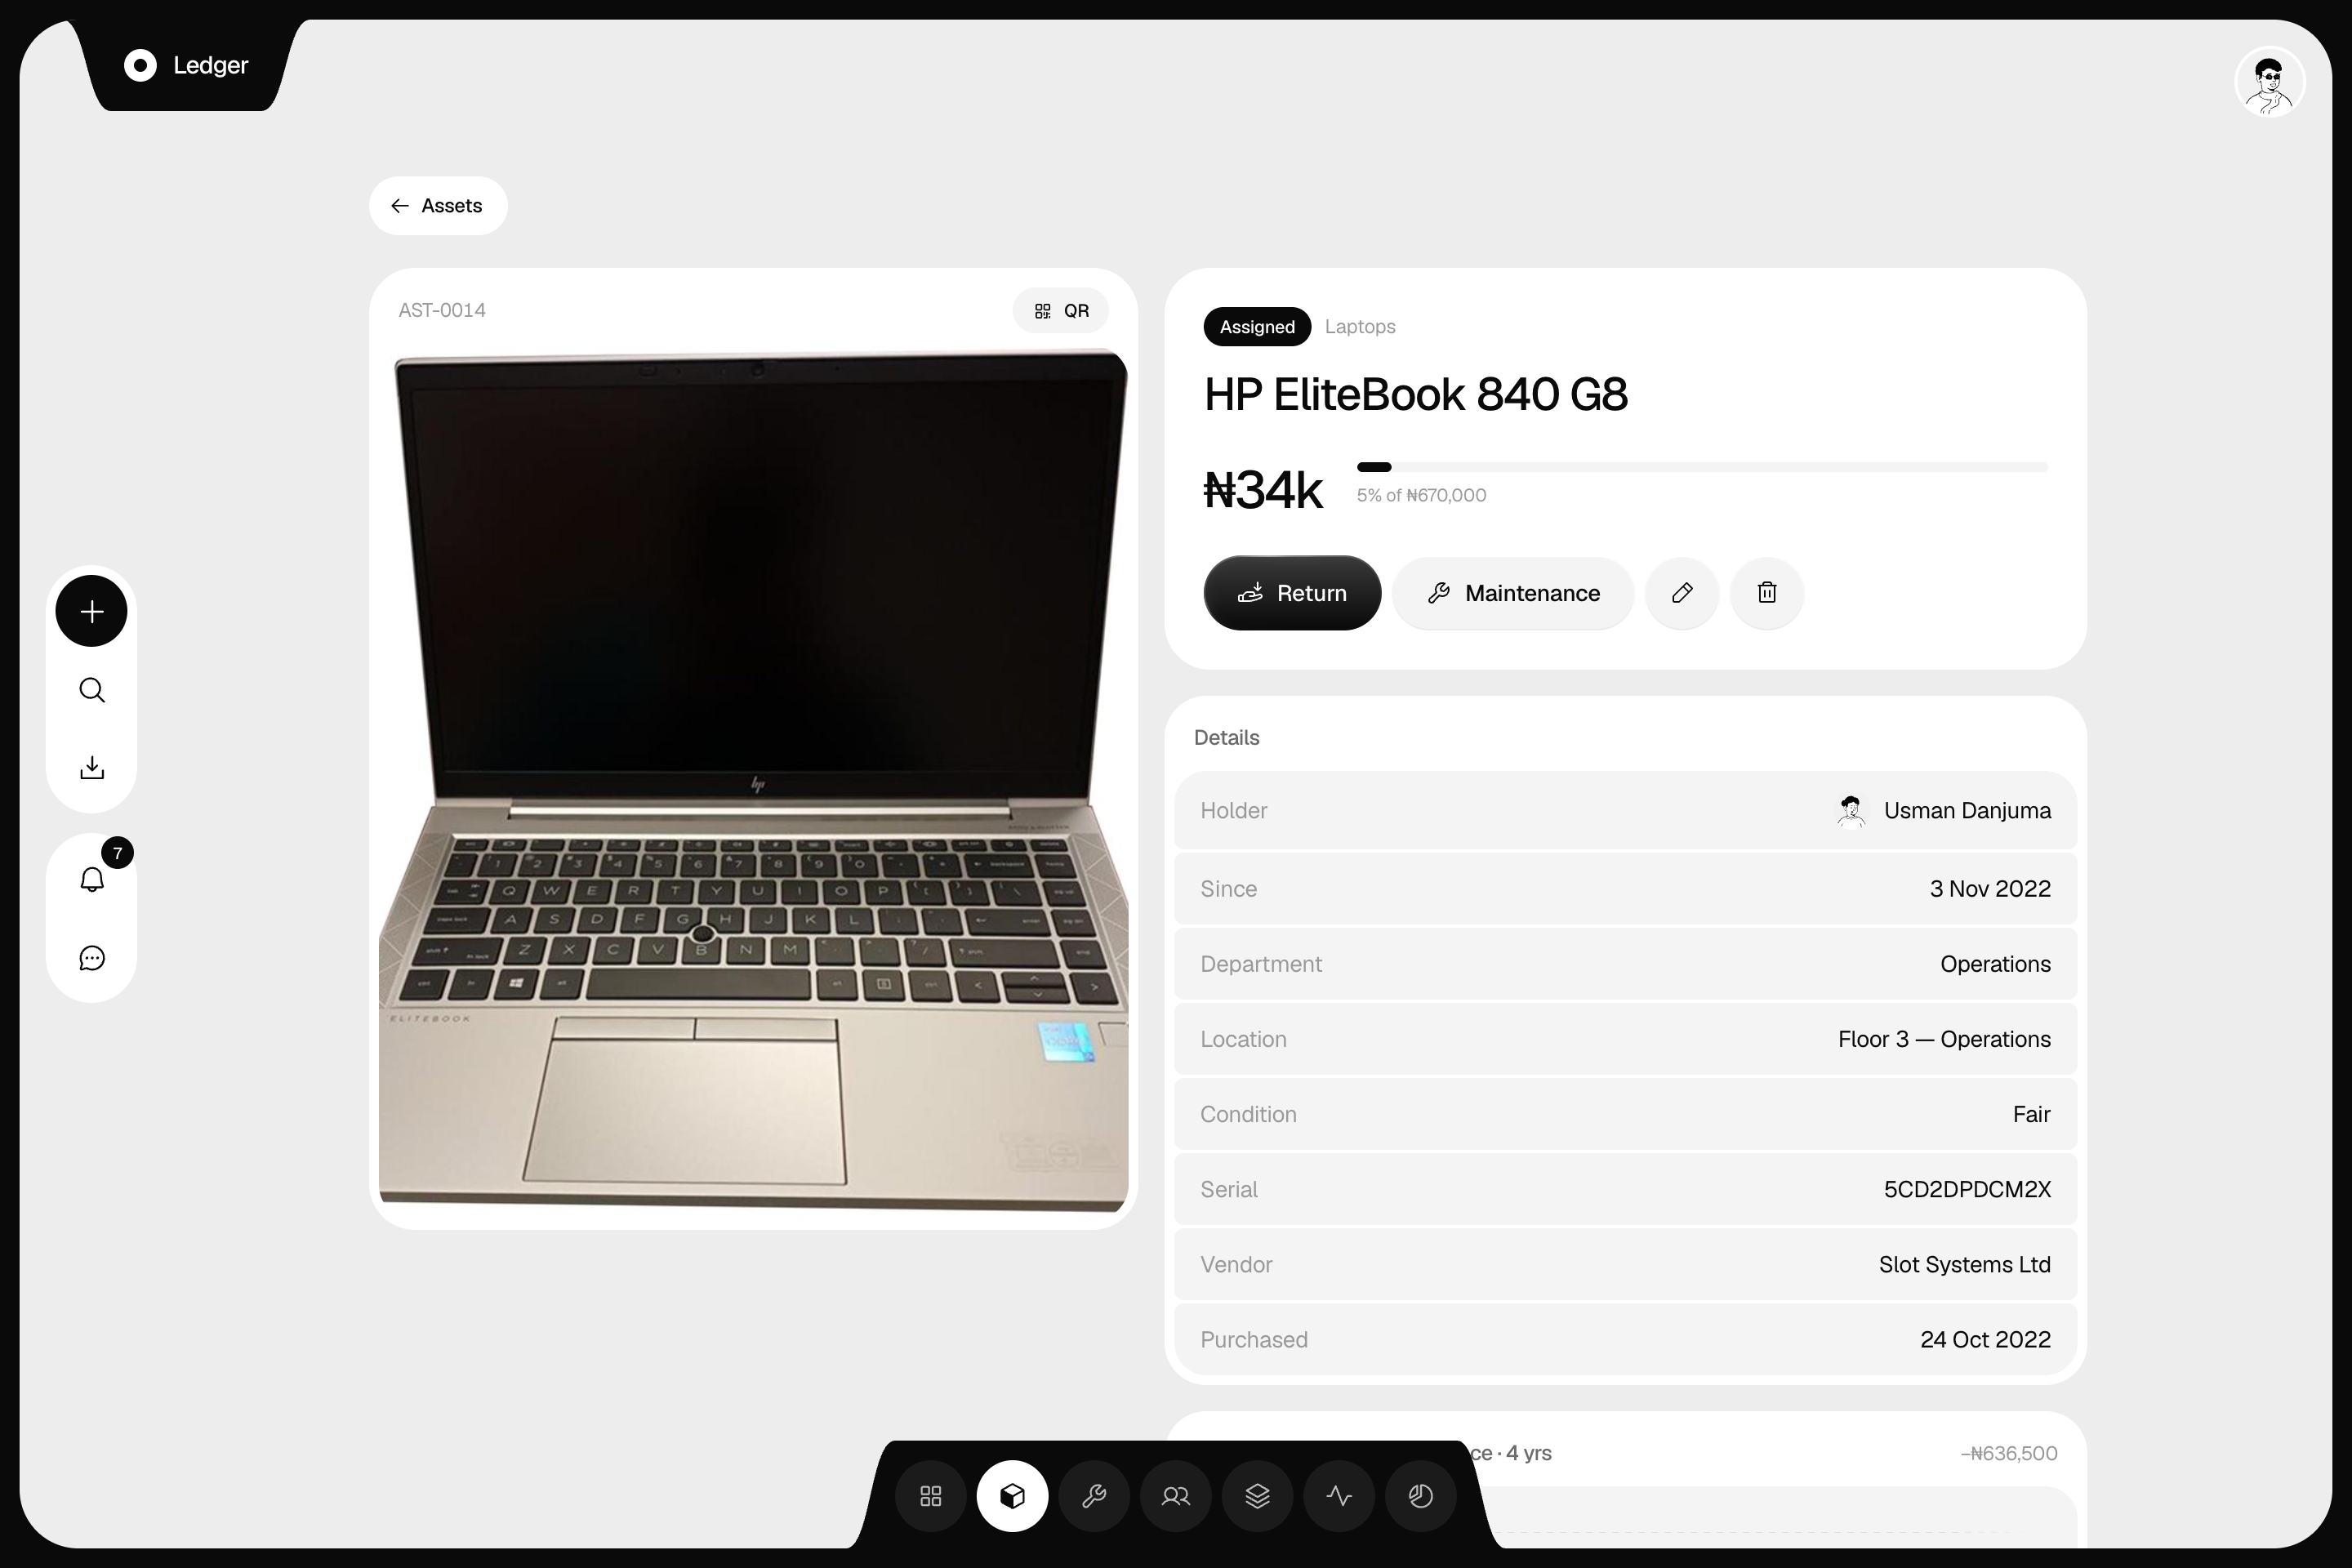 Ledger
Assets
AST-0014
QR
ELITEBOOK
Assigned
Laptops
HP EliteBook 840 G8
₦34k
5% of ₦670,000
Return
Maintenance
7
Details
Holder
Usman Danjuma
Since
3 Nov 2022
Department
Operations
Location
Floor 3 — Operations
Condition
Fair
Serial
5CD2DPDCM2X
Vendor
Slot Systems Ltd
Purchased
24 Oct 2022
ce · 4 yrs
−₦636,500